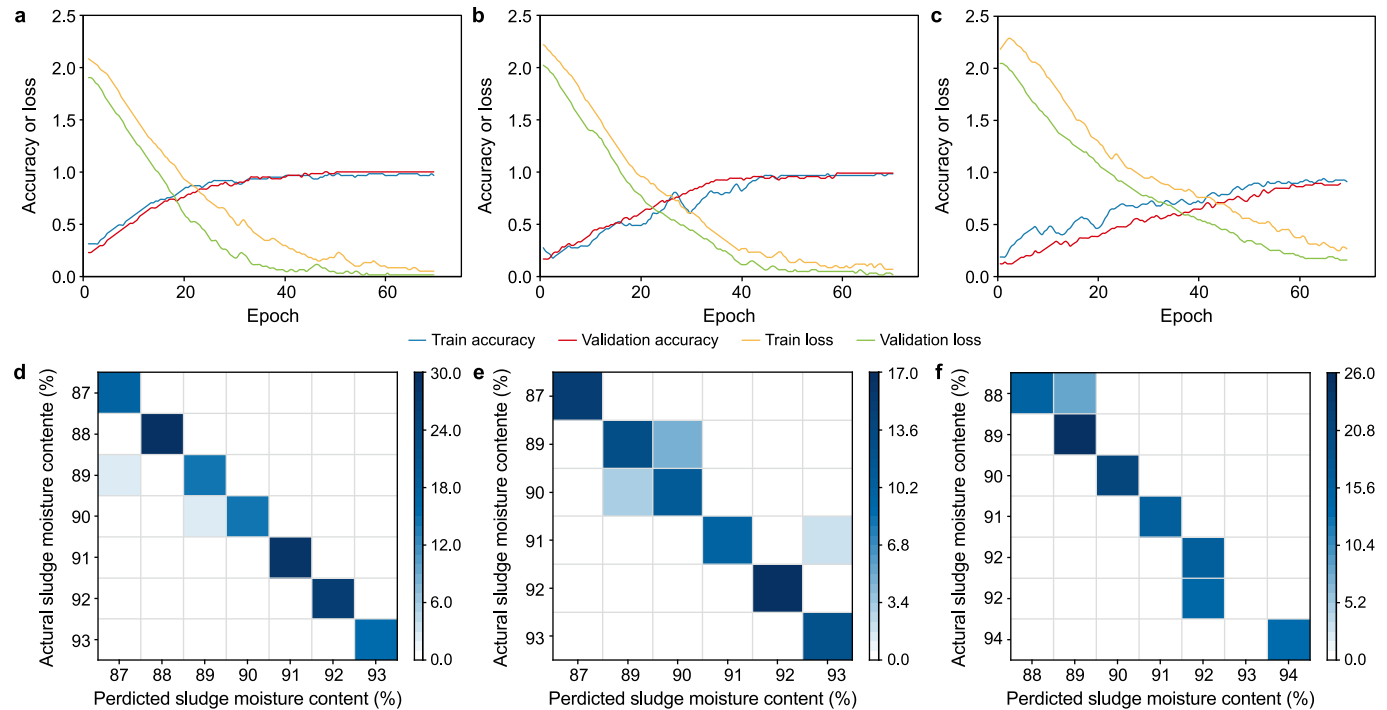 a
2.5
2.0
1.5
1.0
0.5
0.0
Accuracy or loss
0 20 40 60
Epoch
b
2.5
2.0
1.5
1.0
0.5
0.0
Accuracy or loss
0 20 40 60
Epoch
c
2.5
2.0
1.5
1.0
0.5
0.0
Accuracy or loss
0 20 40 60
Epoch
Train accuracy Validation accuracy Train loss Validation loss
d
Actural sludge moisture contente (%)
87
88
89
90
91
92
93
87 88 89 90 91 92 93
Perdicted sludge moisture content (%)
30.0
24.0
18.0
12.0
6.0
0.0
e
Actural sludge moisture contente (%)
87
89
90
91
92
93
87 89 90 91 92 93
Perdicted sludge moisture content (%)
17.0
13.6
10.2
6.8
3.4
0.0
f
Actural sludge moisture contente (%)
88
89
90
91
92
92
94
88 89 90 91 92 93 94
Perdicted sludge moisture content (%)
26.0
20.8
15.6
10.4
5.2
0.0